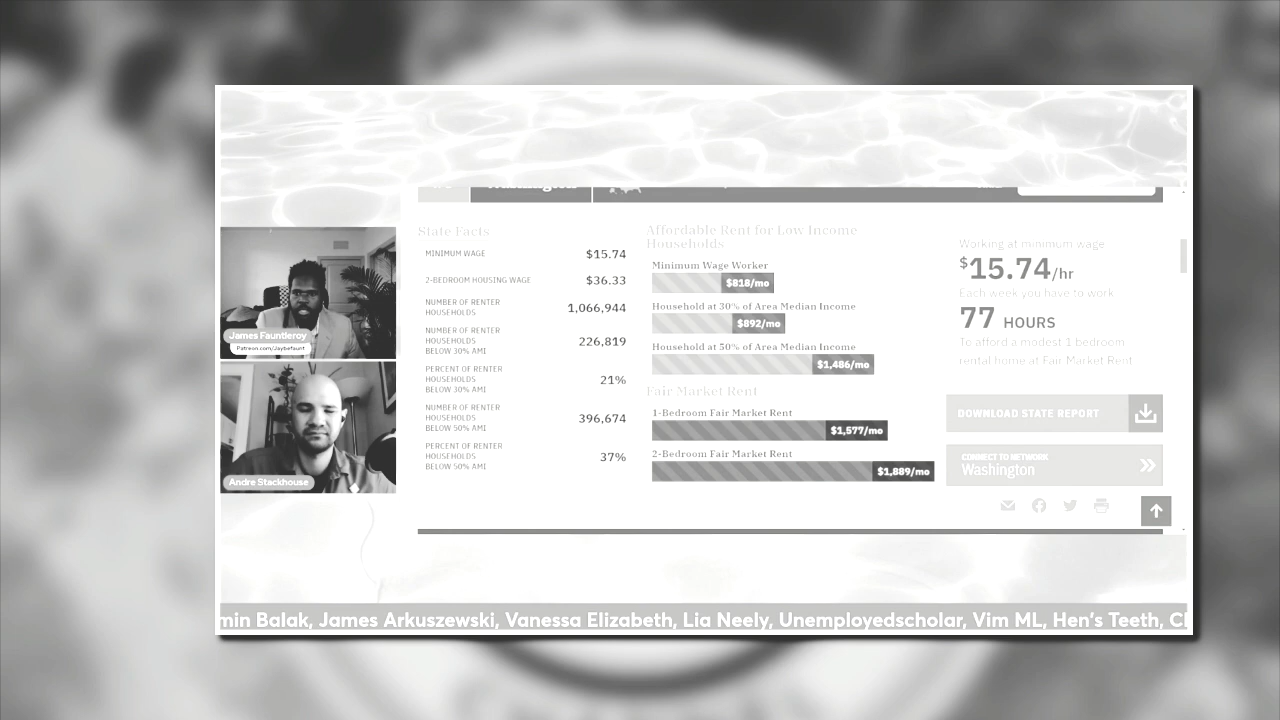 Washington
State Facts
MINIMUM WAGE $15.74
2-BEDROOM HOUSING WAGE $36.33
NUMBER OF RENTER
HOUSEHOLDS 1,066,944
NUMBER OF RENTER
HOUSEHOLDS
BELOW 30% AMI 226,819
PERCENT OF RENTER
HOUSEHOLDS
BELOW 30% AMI 21%
NUMBER OF RENTER
HOUSEHOLDS
BELOW 50% AMI 396,674
PERCENT OF RENTER
HOUSEHOLDS
BELOW 50% AMI 37%
Affordable Rent for Low Income
Households
Minimum Wage Worker
$818/mo
Household at 30% of Area Median Income
$892/mo
Household at 50% of Area Median Income
$1,486/mo
Fair Market Rent
1-Bedroom Fair Market Rent
$1,577/mo
2-Bedroom Fair Market Rent
$1,889/mo
Working at minimum wage
$15.74/hr
Each week you have to work
77 HOURS
To afford a modest 1 bedroom
rental home at Fair Market Rent
DOWNLOAD STATE REPORT
CONNECT TO NETWORK
Washington
James Fauntleroy
Patreon.com/Jaybefaunt
Andre Stackhouse
min Balak, James Arkuszewski, Vanessa Elizabeth, Lia Neely, Unemployedscholar, Vim ML, Hen's Teeth,